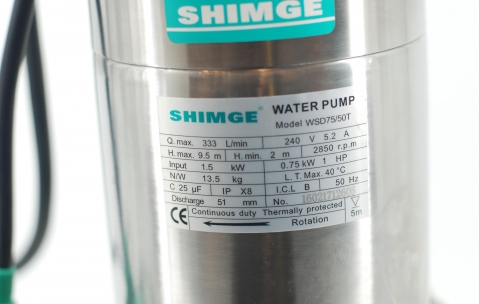 SHIMGE
SHIMGE® WATER PUMP
Model WSD75/50T
Q. max. 333 L/min 240 V 5.2 A
H. max. 9.5 m H. min. 2 m 2850 r.p.m
Input 1.5 kW 0.75 kW 1 HP
N/W 13.5 kg L. T. Max. 40°C
C 25 µF IP X8 I.C.L B 50 Hz
Discharge 51 mm No.
CE Continuous duty Thermally protected
Rotation 5m